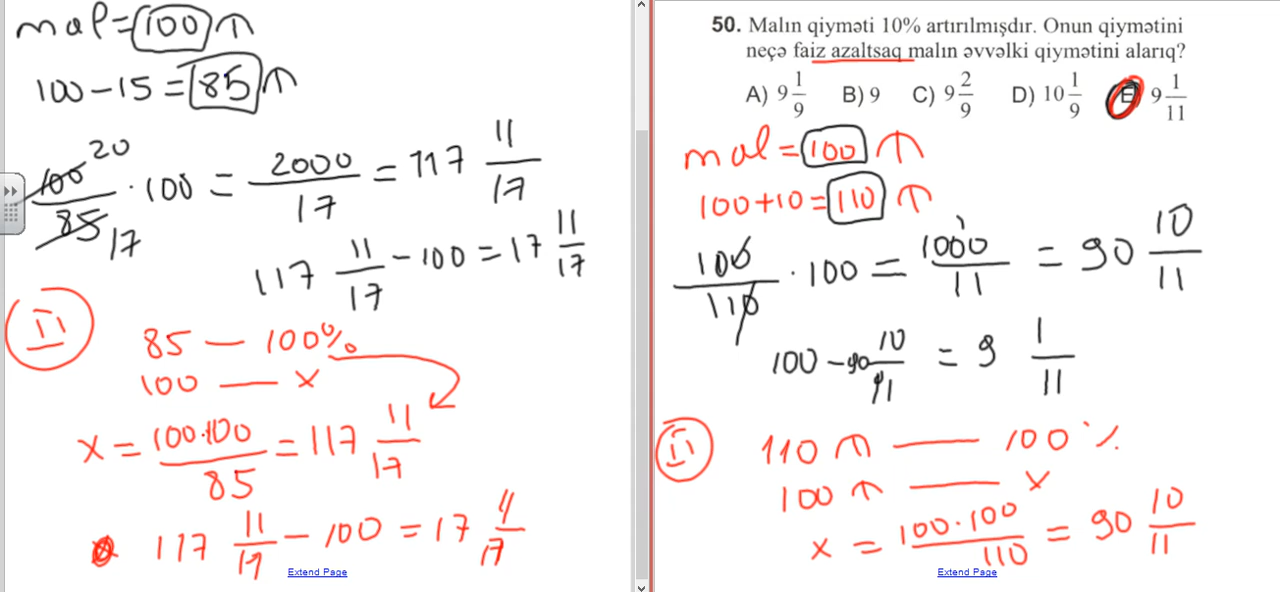 mal = 100 ₼
100 - 15 = 85 ₼
100 20 / 85 17 · 100 = 2000/17 = 117 11/17
117 11/17 - 100 = 17 11/17
II
85 — 100%
100 — x
x = 100·100/85 = 117 11/17
117 11/17 - 100 = 17 11/17
Extend Page
50. Malın qiyməti 10% artırılmışdır. Onun qiymətini
neçə faiz azaltsaq malın əvvəlki qiymətini alarıq?
A) 9 1/9 B) 9 C) 9 2/9 D) 10 1/9 E) 9 1/11
mal = 100 ₼
100+10 = 110 ₼
100/110 · 100 = 1000/11 = 90 10/11
100 - 90 10/11 = 9 1/11
II
110 ₼ — 100%
100 ₼ — x
x = 100·100/110 = 90 10/11
Extend Page